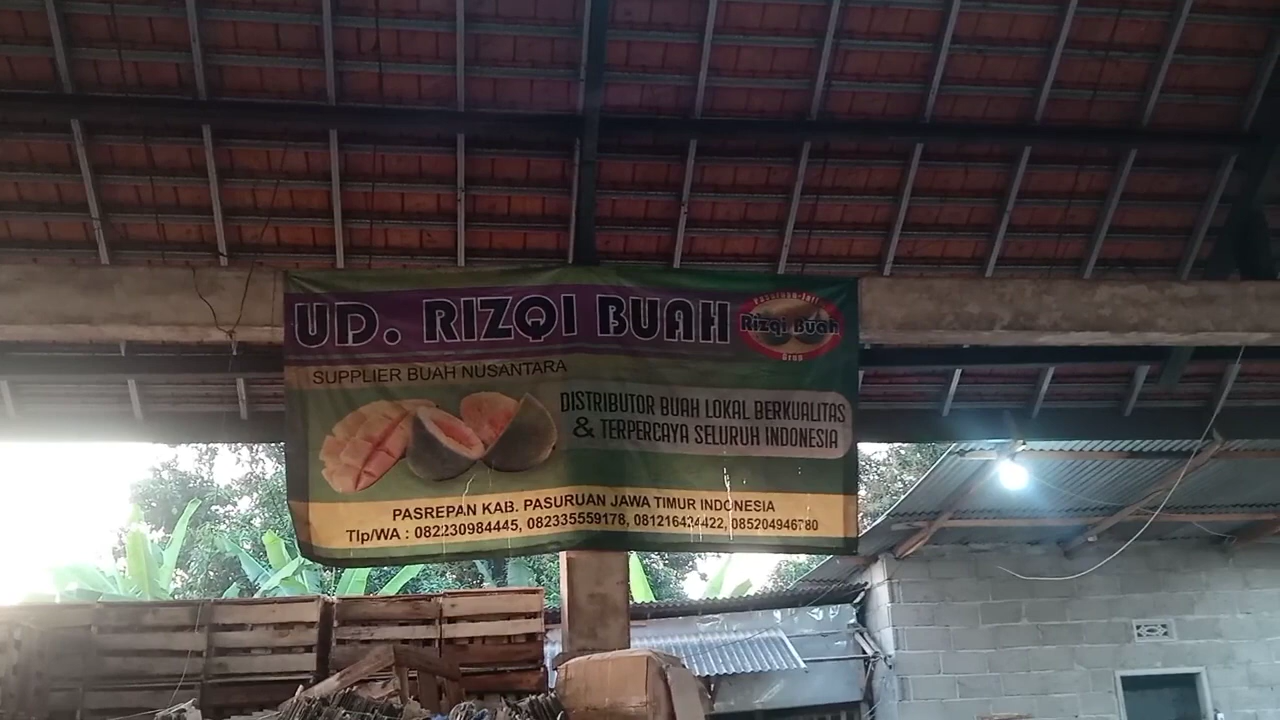 UD. RIZQI BUAH
Rizqi Buah
SUPPLIER BUAH NUSANTARA
DISTRIBUTOR BUAH LOKAL BERKUALITAS
& TERPERCAYA SELURUH INDONESIA
PASREPAN KAB. PASURUAN JAWA TIMUR INDONESIA
Tlp/WA : 082230984445, 082335559178, 081216424422, 085204946780